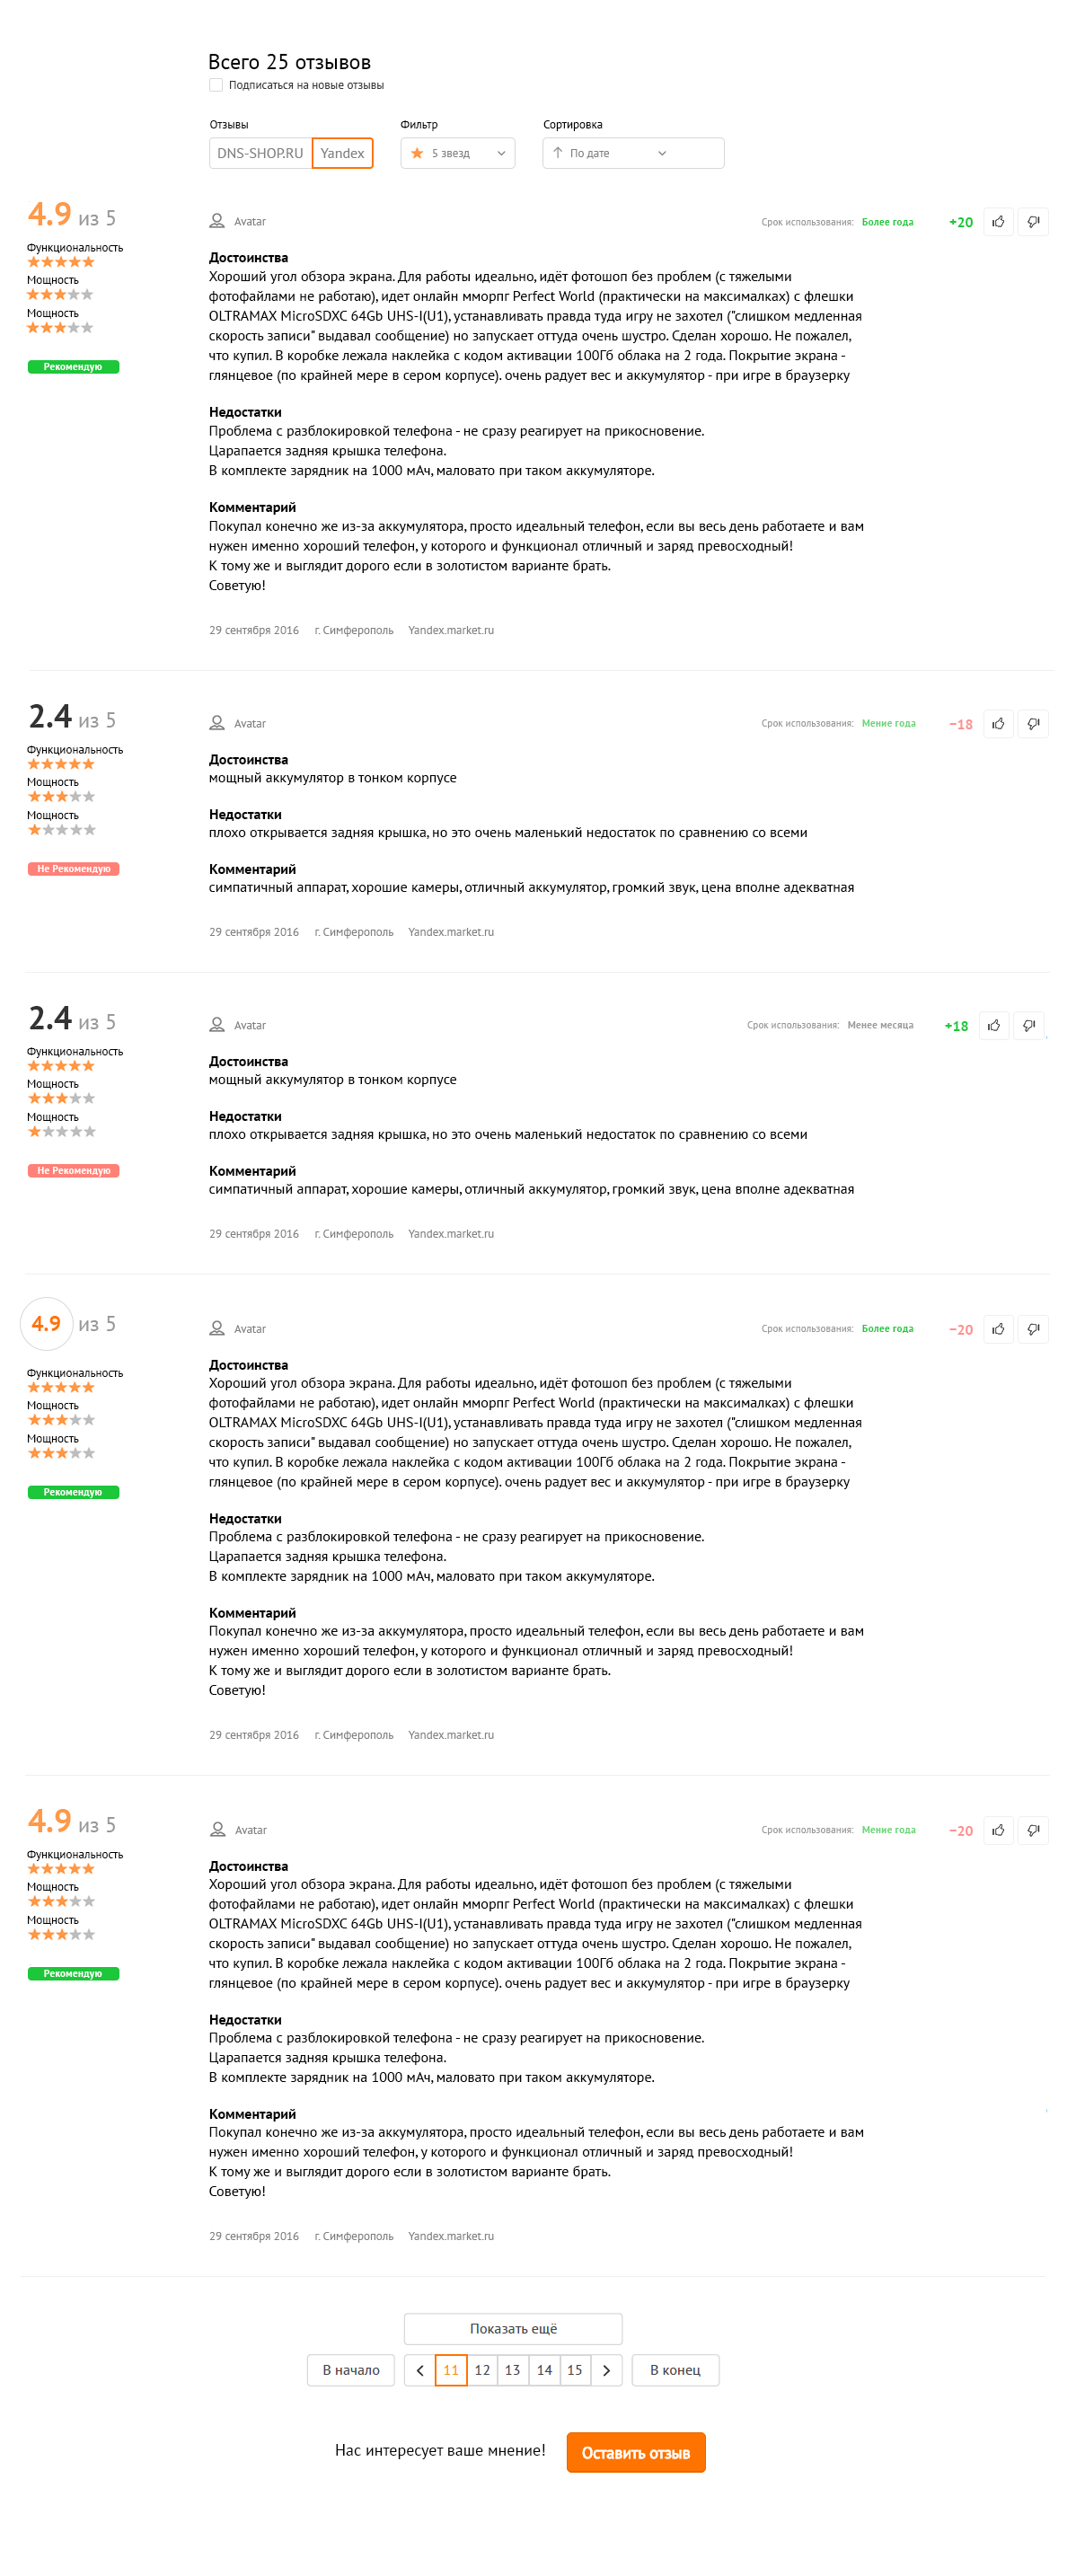 Всего 25 отзывов
Подписаться на новые отзывы
Отзывы
Фильтр
Сортировка
DNS-SHOP.RU
Yandex
5 звезд
По дате
4.9 из 5
Функциональность
Мощность
Мощность
Рекомендую
Avatar
Срок использования: Более года
+20
Достоинства
Хороший угол обзора экрана. Для работы идеально, идёт фотошоп без проблем (с тяжелыми
фотофайлами не работаю), идет онлайн мморпг Perfect World (практически на максималках) с флешки
OLTRAMAX MicroSDXC 64Gb UHS-I(U1), устанавливать правда туда игру не захотел ("слишком медленная
скорость записи" выдавал сообщение) но запускает оттуда очень шустро. Сделан хорошо. Не пожалел,
что купил. В коробке лежала наклейка с кодом активации 100Гб облака на 2 года. Покрытие экрана -
глянцевое (по крайней мере в сером корпусе). очень радует вес и аккумулятор - при игре в браузерку
Недостатки
Проблема с разблокировкой телефона - не сразу реагирует на прикосновение.
Царапается задняя крышка телефона.
В комплекте зарядник на 1000 мАч, маловато при таком аккумуляторе.
Комментарий
Покупал конечно же из-за аккумулятора, просто идеальный телефон, если вы весь день работаете и вам
нужен именно хороший телефон, у которого и функционал отличный и заряд превосходный!
К тому же и выглядит дорого если в золотистом варианте брать.
Советую!
29 сентября 2016 г. Симферополь Yandex.market.ru
2.4 из 5
Функциональность
Мощность
Мощность
Не Рекомендую
Avatar
Срок использования: Мение года
−18
Достоинства
мощный аккумулятор в тонком корпусе
Недостатки
плохо открывается задняя крышка, но это очень маленький недостаток по сравнению со всеми
Комментарий
симпатичный аппарат, хорошие камеры, отличный аккумулятор, громкий звук, цена вполне адекватная
29 сентября 2016 г. Симферополь Yandex.market.ru
2.4 из 5
Функциональность
Мощность
Мощность
Не Рекомендую
Avatar
Срок использования: Менее месяца
+18
Достоинства
мощный аккумулятор в тонком корпусе
Недостатки
плохо открывается задняя крышка, но это очень маленький недостаток по сравнению со всеми
Комментарий
симпатичный аппарат, хорошие камеры, отличный аккумулятор, громкий звук, цена вполне адекватная
29 сентября 2016 г. Симферополь Yandex.market.ru
4.9 из 5
Функциональность
Мощность
Мощность
Рекомендую
Avatar
Срок использования: Более года
−20
Достоинства
Хороший угол обзора экрана. Для работы идеально, идёт фотошоп без проблем (с тяжелыми
фотофайлами не работаю), идет онлайн мморпг Perfect World (практически на максималках) с флешки
OLTRAMAX MicroSDXC 64Gb UHS-I(U1), устанавливать правда туда игру не захотел ("слишком медленная
скорость записи" выдавал сообщение) но запускает оттуда очень шустро. Сделан хорошо. Не пожалел,
что купил. В коробке лежала наклейка с кодом активации 100Гб облака на 2 года. Покрытие экрана -
глянцевое (по крайней мере в сером корпусе). очень радует вес и аккумулятор - при игре в браузерку
Недостатки
Проблема с разблокировкой телефона - не сразу реагирует на прикосновение.
Царапается задняя крышка телефона.
В комплекте зарядник на 1000 мАч, маловато при таком аккумуляторе.
Комментарий
Покупал конечно же из-за аккумулятора, просто идеальный телефон, если вы весь день работаете и вам
нужен именно хороший телефон, у которого и функционал отличный и заряд превосходный!
К тому же и выглядит дорого если в золотистом варианте брать.
Советую!
29 сентября 2016 г. Симферополь Yandex.market.ru
4.9 из 5
Функциональность
Мощность
Мощность
Рекомендую
Avatar
Срок использования: Мение года
−20
Достоинства
Хороший угол обзора экрана. Для работы идеально, идёт фотошоп без проблем (с тяжелыми
фотофайлами не работаю), идет онлайн мморпг Perfect World (практически на максималках) с флешки
OLTRAMAX MicroSDXC 64Gb UHS-I(U1), устанавливать правда туда игру не захотел ("слишком медленная
скорость записи" выдавал сообщение) но запускает оттуда очень шустро. Сделан хорошо. Не пожалел,
что купил. В коробке лежала наклейка с кодом активации 100Гб облака на 2 года. Покрытие экрана -
глянцевое (по крайней мере в сером корпусе). очень радует вес и аккумулятор - при игре в браузерку
Недостатки
Проблема с разблокировкой телефона - не сразу реагирует на прикосновение.
Царапается задняя крышка телефона.
В комплекте зарядник на 1000 мАч, маловато при таком аккумуляторе.
Комментарий
Покупал конечно же из-за аккумулятора, просто идеальный телефон, если вы весь день работаете и вам
нужен именно хороший телефон, у которого и функционал отличный и заряд превосходный!
К тому же и выглядит дорого если в золотистом варианте брать.
Советую!
29 сентября 2016 г. Симферополь Yandex.market.ru
Показать ещё
В начало 11 12 13 14 15 В конец
Нас интересует ваше мнение! Оставить отзыв